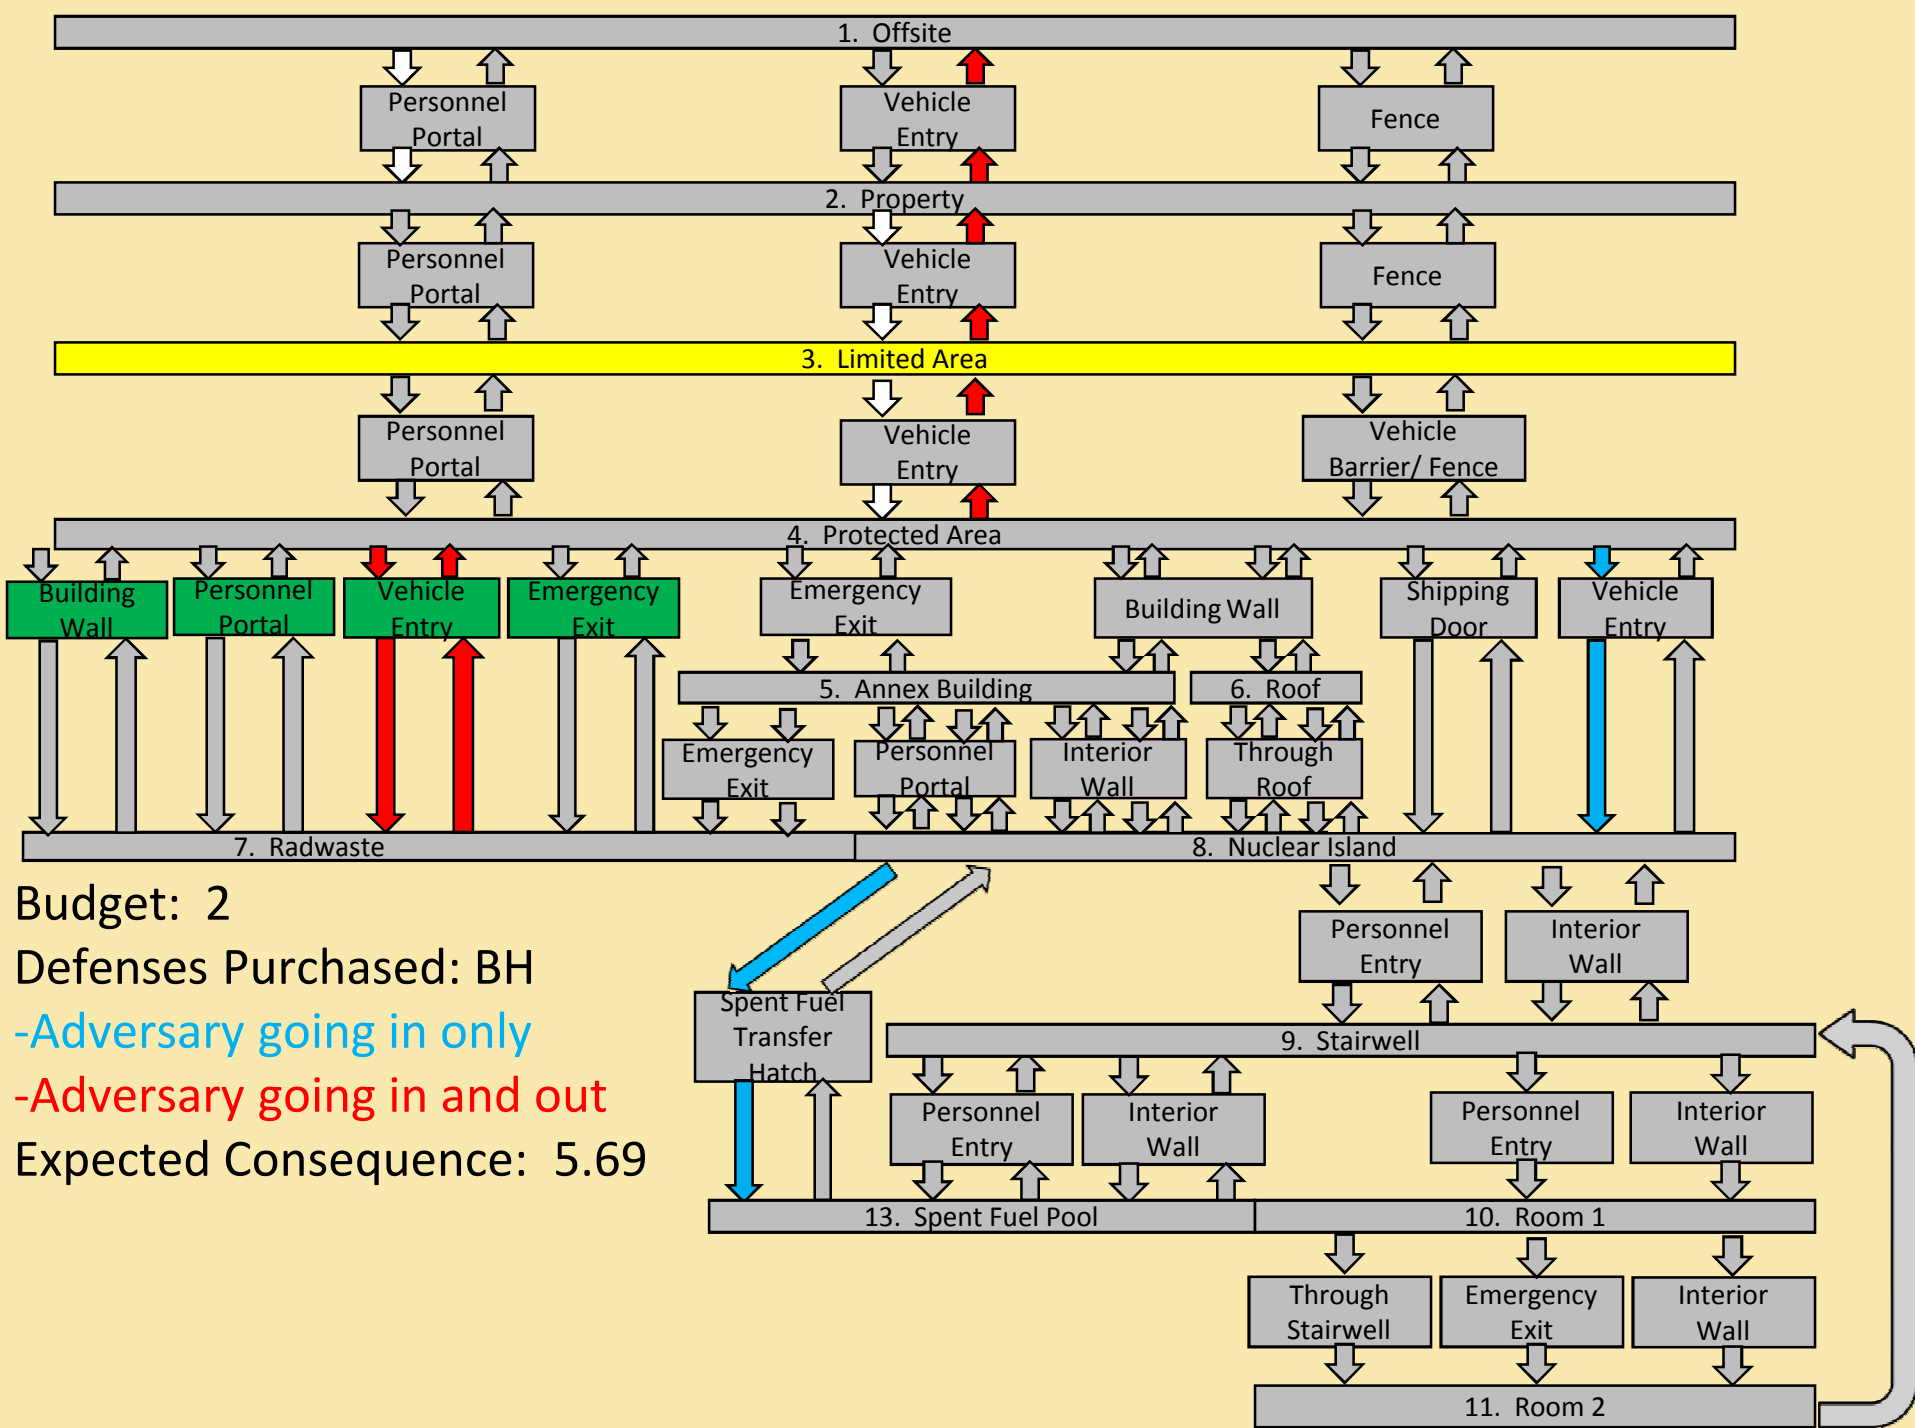 1. Offsite
Personnel
Portal
Vehicle
Entry
Fence
2. Property
Personnel
Portal
Vehicle
Entry
Fence
3. Limited Area
Personnel
Portal
Vehicle
Entry
Vehicle
Barrier/ Fence
4. Protected Area
Building
Wall
Personnel
Portal
Vehicle
Entry
Emergency
Exit
Emergency
Exit
Building Wall
Shipping
Door
Vehicle
Entry
5. Annex Building
6. Roof
Emergency
Exit
Personnel
Portal
Interior
Wall
Through
Roof
7. Radwaste
8. Nuclear Island
Budget: 2
Defenses Purchased: BH
-Adversary going in only
-Adversary going in and out
Expected Consequence: 5.69
Personnel
Entry
Interior
Wall
Spent Fuel
Transfer
Hatch
9. Stairwell
Personnel
Entry
Interior
Wall
Personnel
Entry
Interior
Wall
13. Spent Fuel Pool
10. Room 1
Through
Stairwell
Emergency
Exit
Interior
Wall
11. Room 2